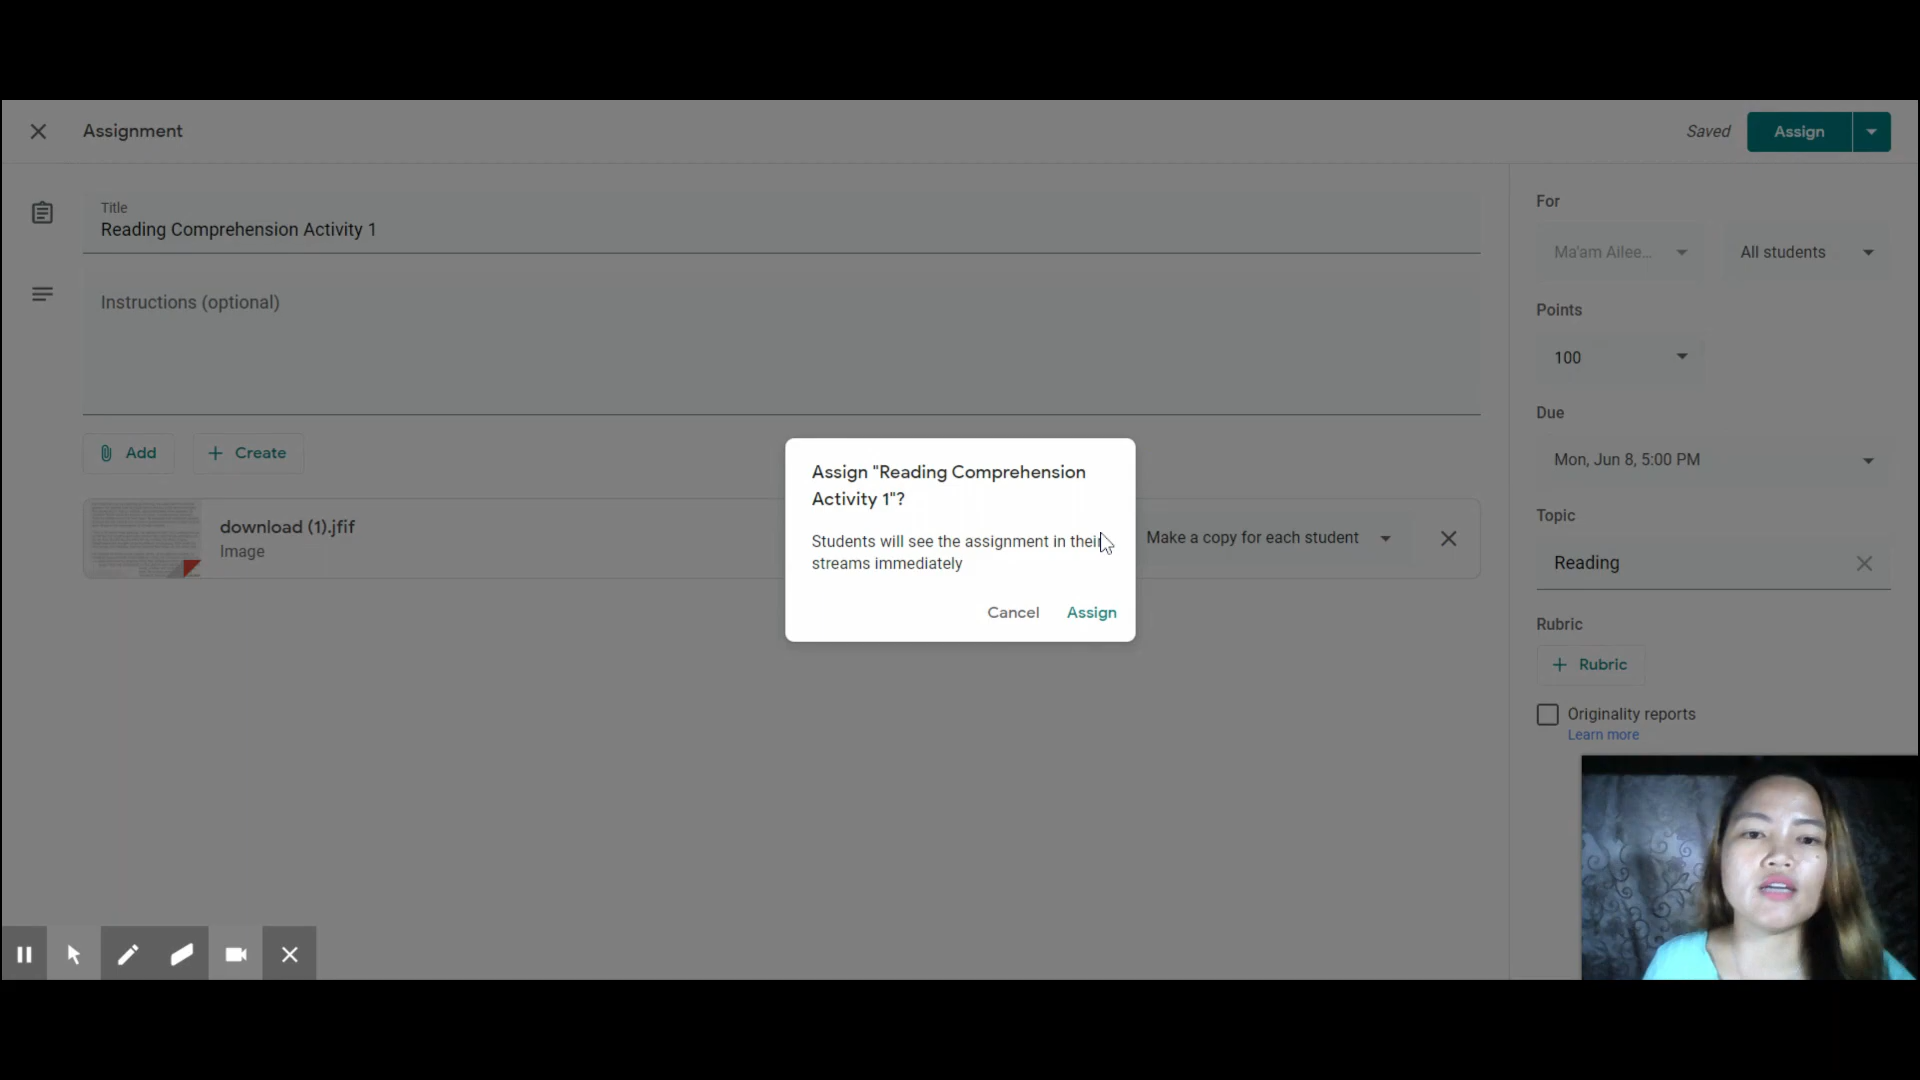 Assignment
Saved
Assign
Title
Reading Comprehension Activity 1
Instructions (optional)
Add
Create
download (1).jfif
Image
Make a copy for each student
For
Ma'am Ailee...
All students
Points
100
Due
Mon, Jun 8, 5:00 PM
Topic
Reading
Rubric
Rubric
Originality reports
Learn more
Assign "Reading Comprehension
Activity 1"?
Students will see the assignment in their
streams immediately
Cancel
Assign